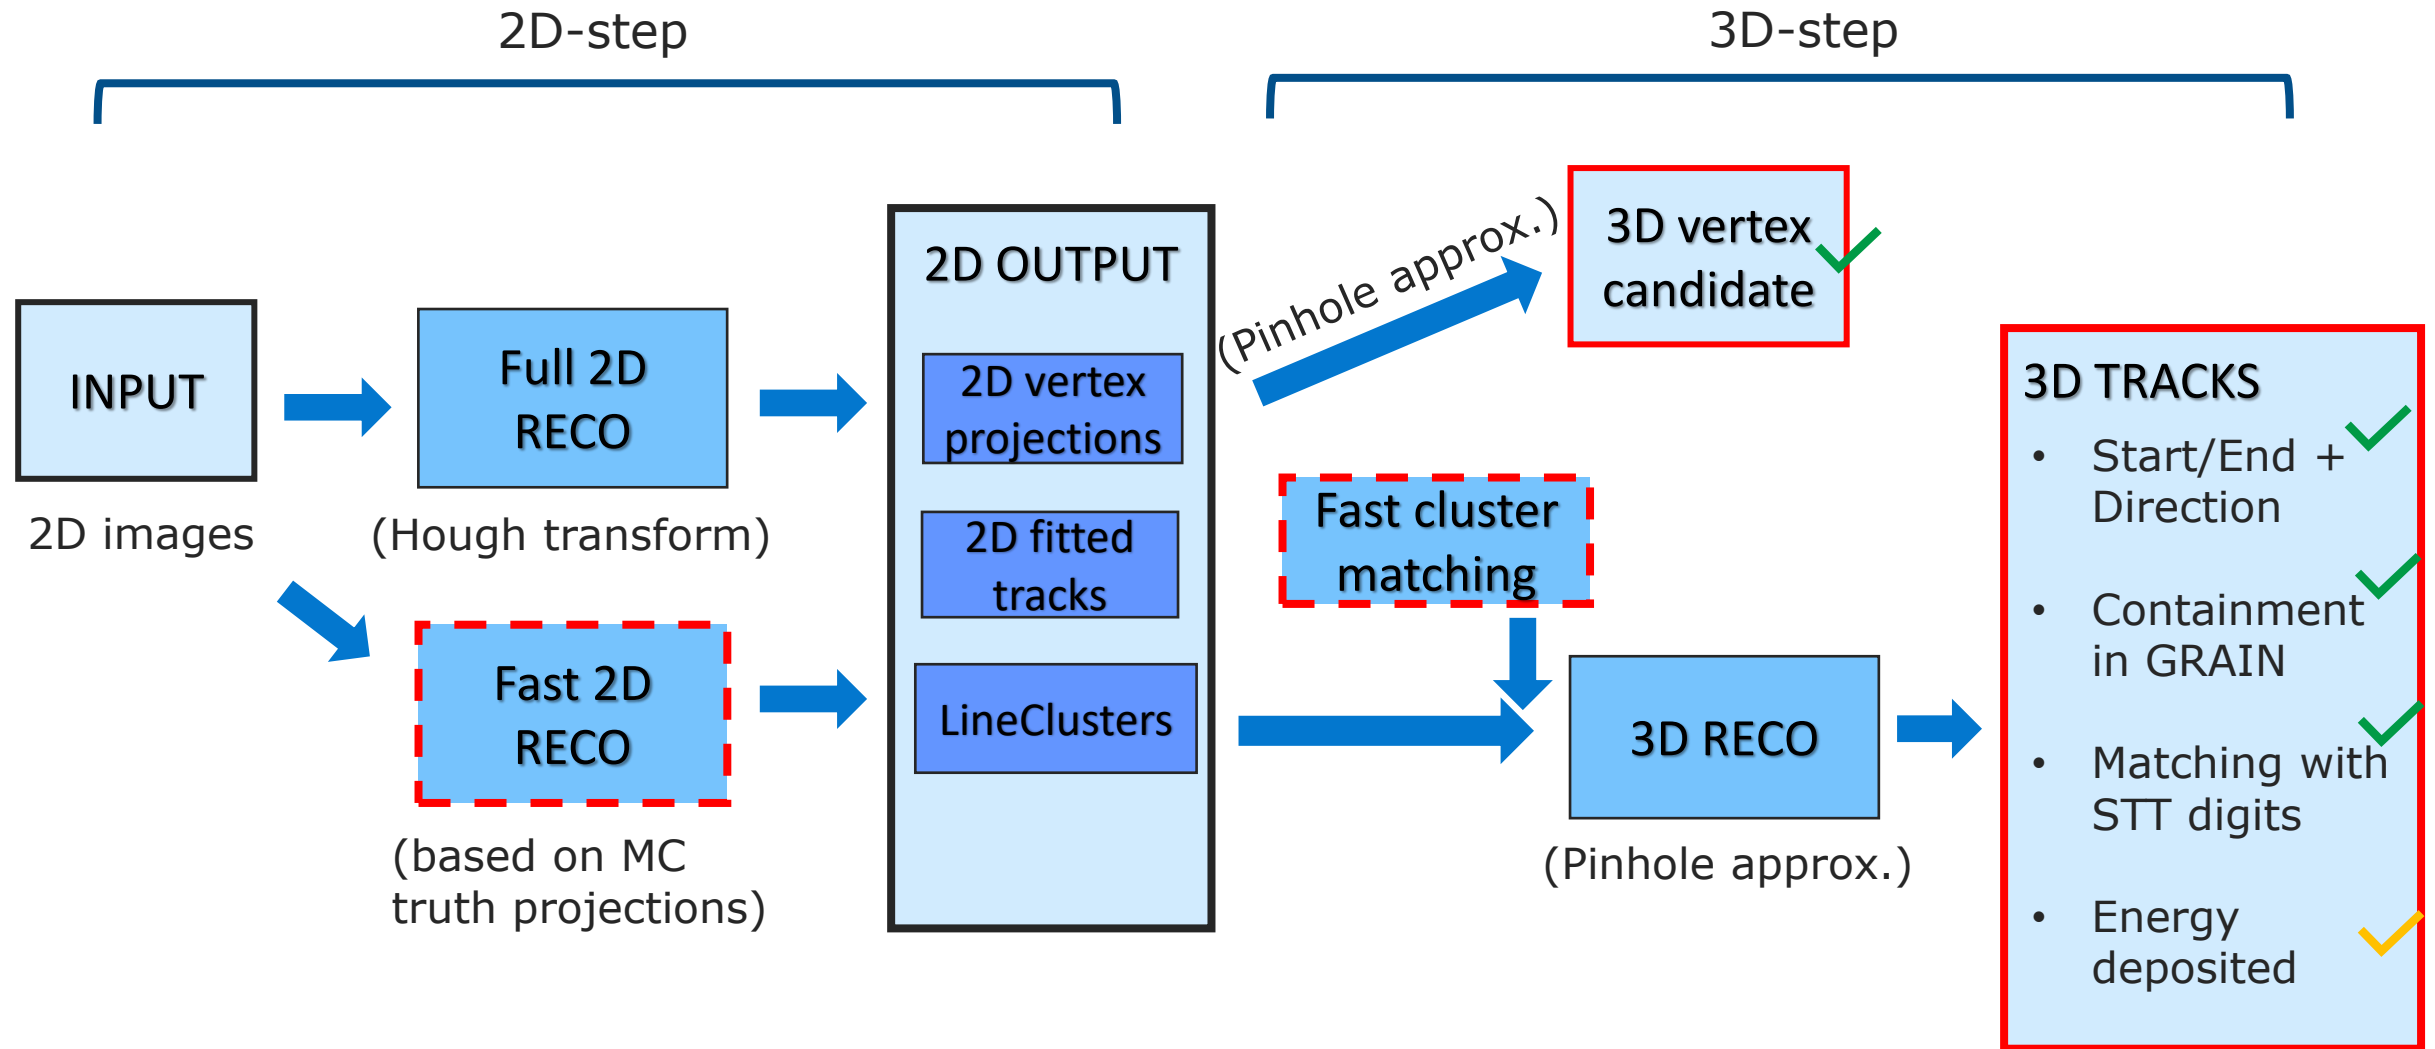 2D-step
3D-step
INPUT
2D images
Full 2D
RECO
(Hough transform)
Fast 2D
RECO
(based on MC
truth projections)
2D OUTPUT
2D vertex
projections
2D fitted
tracks
LineClusters
(Pinhole approx.)
3D vertex
candidate
Fast cluster
matching
3D RECO
(Pinhole approx.)
3D TRACKS
• Start/End +
Direction
• Containment
in GRAIN
• Matching with
STT digits
• Energy
deposited